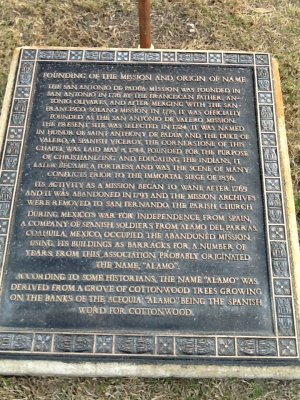 FOUNDING OF THE MISSION AND ORIGIN OF NAME
THE SAN ANTONIO DE PADUA MISSION WAS FOUNDED IN
SAN ANTONIO IN 1716 BY THE FRANCISCAN FATHER, AN-
TONIO OLIVARES, AND AFTER MERGING WITH THE SAN
FRANCISCO SOLANO MISSION IN 1718, IT WAS OFFICIALLY
FOUNDED AS THE SAN ANTONIO DE VALERO MISSION.
THE PRESENT SITE WAS SELECTED IN 1724. IT WAS NAMED
IN HONOR OF SAINT ANTHONY DE PADUA AND THE DUKE OF
VALERO, A SPANISH VICEROY. THE CORNERSTONE OF THIS
CHAPEL WAS LAID MAY 8, 1744. FOUNDED FOR THE PURPOSE
OF CHRISTIANIZING AND EDUCATING THE INDIANS, IT
LATER BECAME A FORTRESS AND WAS THE SCENE OF MANY
CONFLICTS PRIOR TO THE IMMORTAL SIEGE OF 1836.
ITS ACTIVITY AS A MISSION BEGAN TO WANE AFTER 1765
AND IT WAS ABANDONED IN 1793 AND THE MISSION ARCHIVES
WERE REMOVED TO SAN FERNANDO, THE PARISH CHURCH.
DURING MEXICO'S WAR FOR INDEPENDENCE FROM SPAIN,
A COMPANY OF SPANISH SOLDIERS FROM "ALAMO DEL PARRAS,
COAHUILA, MEXICO, OCCUPIED THE ABANDONED MISSION,
USING ITS BUILDINGS AS BARRACKS FOR A NUMBER OF
YEARS. FROM THIS ASSOCIATION PROBABLY ORIGINATED
THE NAME, "ALAMO".
ACCORDING TO SOME HISTORIANS, THE NAME "ALAMO" WAS
DERIVED FROM A GROVE OF COTTONWOOD TREES GROWING
ON THE BANKS OF THE ACEQUIA "ALAMO" BEING THE SPANISH
WORD FOR COTTONWOOD.